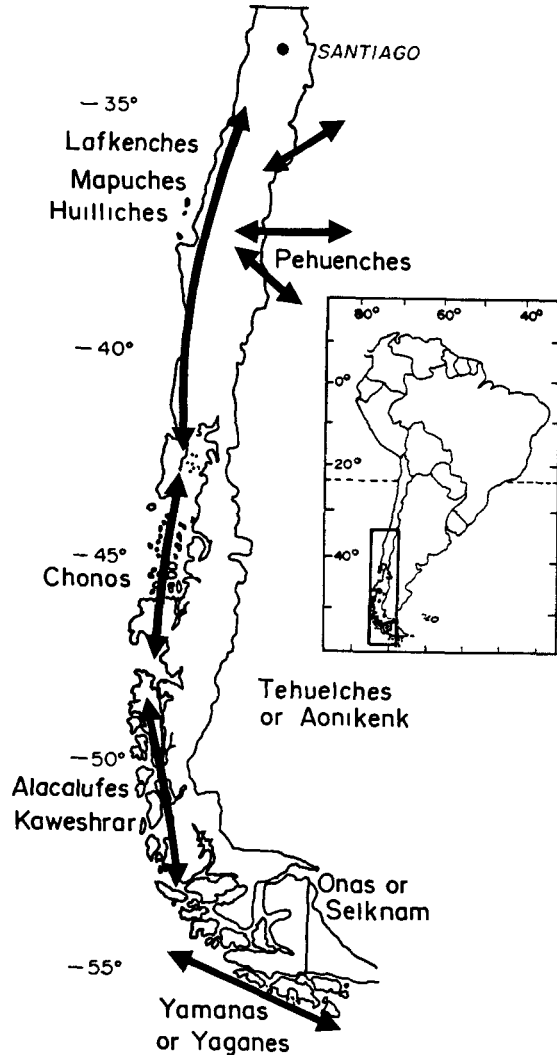 SANTIAGO
–35°
Lafkenches
Mapuches
Huilliches
Pehuenches
80° 60° 40°
–40°
0°
20°
–45°
Chonos
40°
Tehuelches
or Aonikenk
–50°
Alacalufes
Kaweshrar
Onas or
Selknam
–55°
Yamanas
or Yaganes